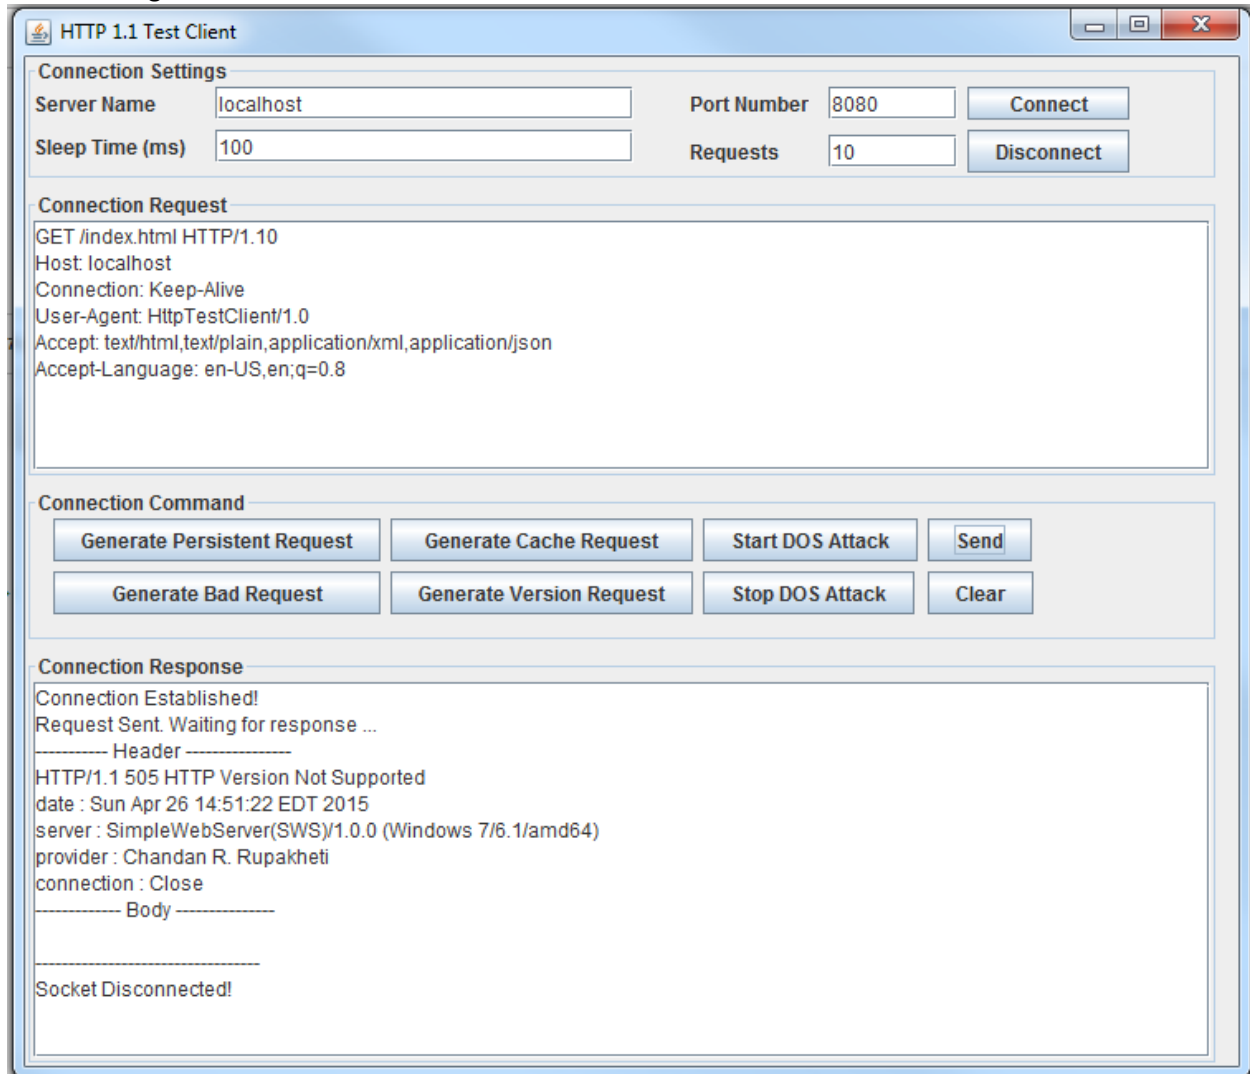 HTTP 1.1 Test Client
Connection Settings
Server Name localhost Port Number 8080 Connect
Sleep Time (ms) 100 Requests 10 Disconnect
Connection Request
GET /index.html HTTP/1.10
Host: localhost
Connection: Keep-Alive
User-Agent: HttpTestClient/1.0
Accept: text/html,text/plain,application/xml,application/json
Accept-Language: en-US,en;q=0.8
Connection Command
Generate Persistent Request Generate Cache Request Start DOS Attack Send
Generate Bad Request Generate Version Request Stop DOS Attack Clear
Connection Response
Connection Established!
Request Sent. Waiting for response ...
----------- Header ----------------
HTTP/1.1 505 HTTP Version Not Supported
date : Sun Apr 26 14:51:22 EDT 2015
server : SimpleWebServer(SWS)/1.0.0 (Windows 7/6.1/amd64)
provider : Chandan R. Rupakheti
connection : Close
------------- Body ---------------
----------------------------------
Socket Disconnected!